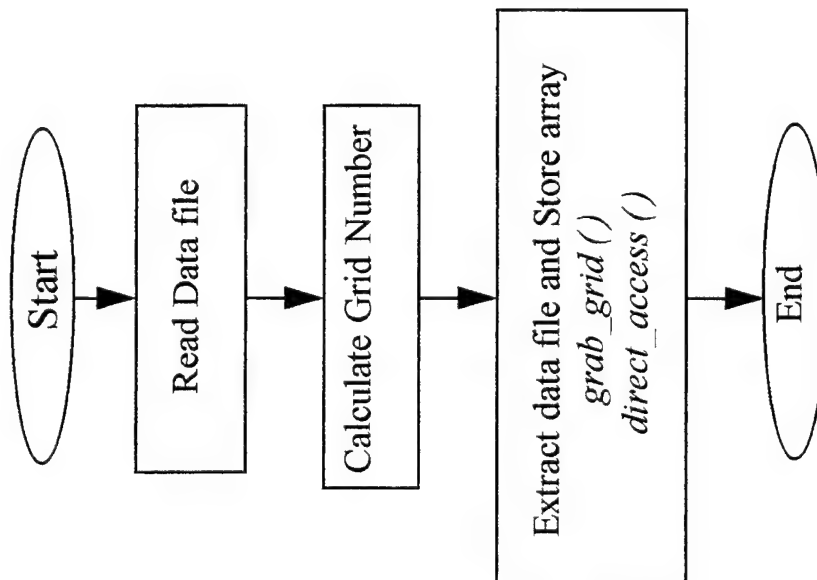 Start
Read Data file
Calculate Grid Number
Extract data file and Store array
grab_grid ()
direct_access ()
End